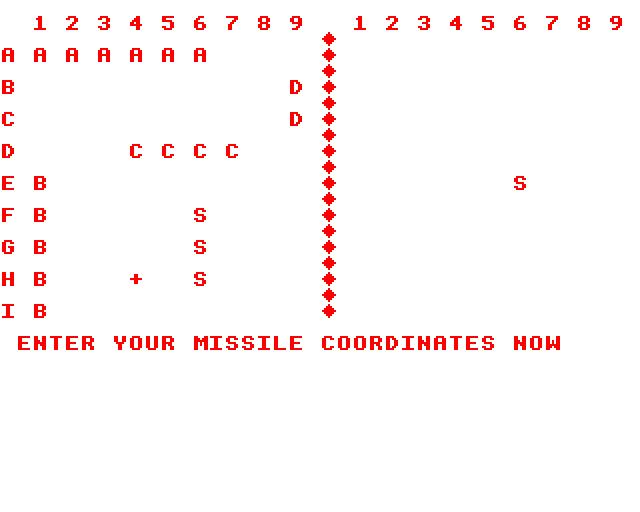 1 2 3 4 5 6 7 8 9 1 2 3 4 5 6 7 8 9
A A A A A A A
B D
C D
D C C C C
E B S
F B S
G B S
H B + S
I B
ENTER YOUR MISSILE COORDINATES NOW